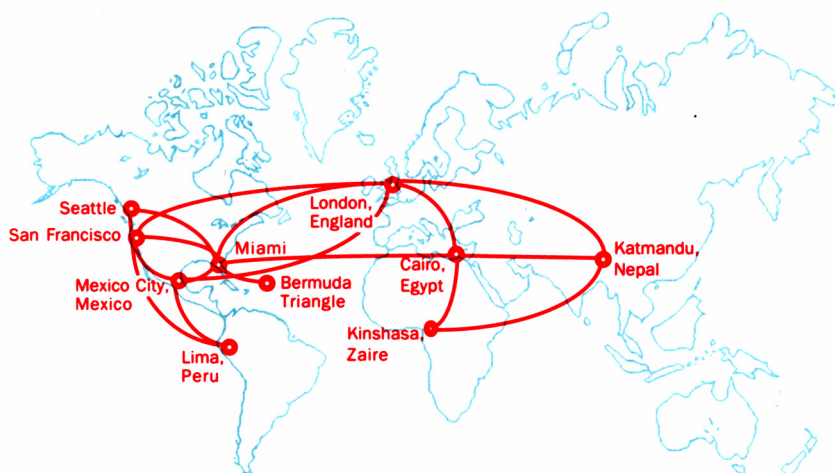 London,
England
Seattle
San Francisco
Miami
Mexico City,
Mexico
Bermuda
Triangle
Cairo,
Egypt
Katmandu,
Nepal
Kinshasa,
Zaire
Lima,
Peru